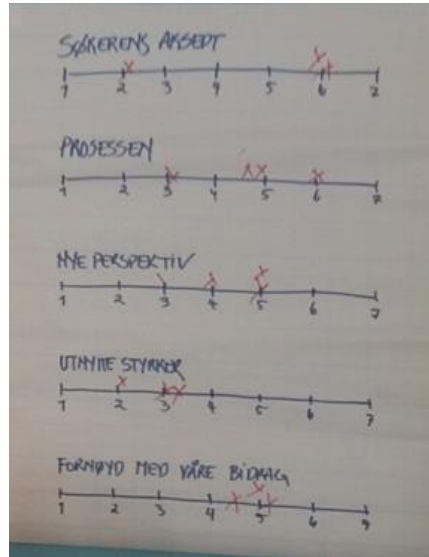 SØKERENS AKSEPT
1 2 3 4 5 6 7
PROSESSEN
1 2 3 4 5 6 7
NYE PERSPEKTIV
1 2 3 4 5 6 7
UTNYTTE STYRKER
1 2 3 4 5 6 7
FORNØYD MED VÅRE BIDRAG
1 2 3 4 5 6 7